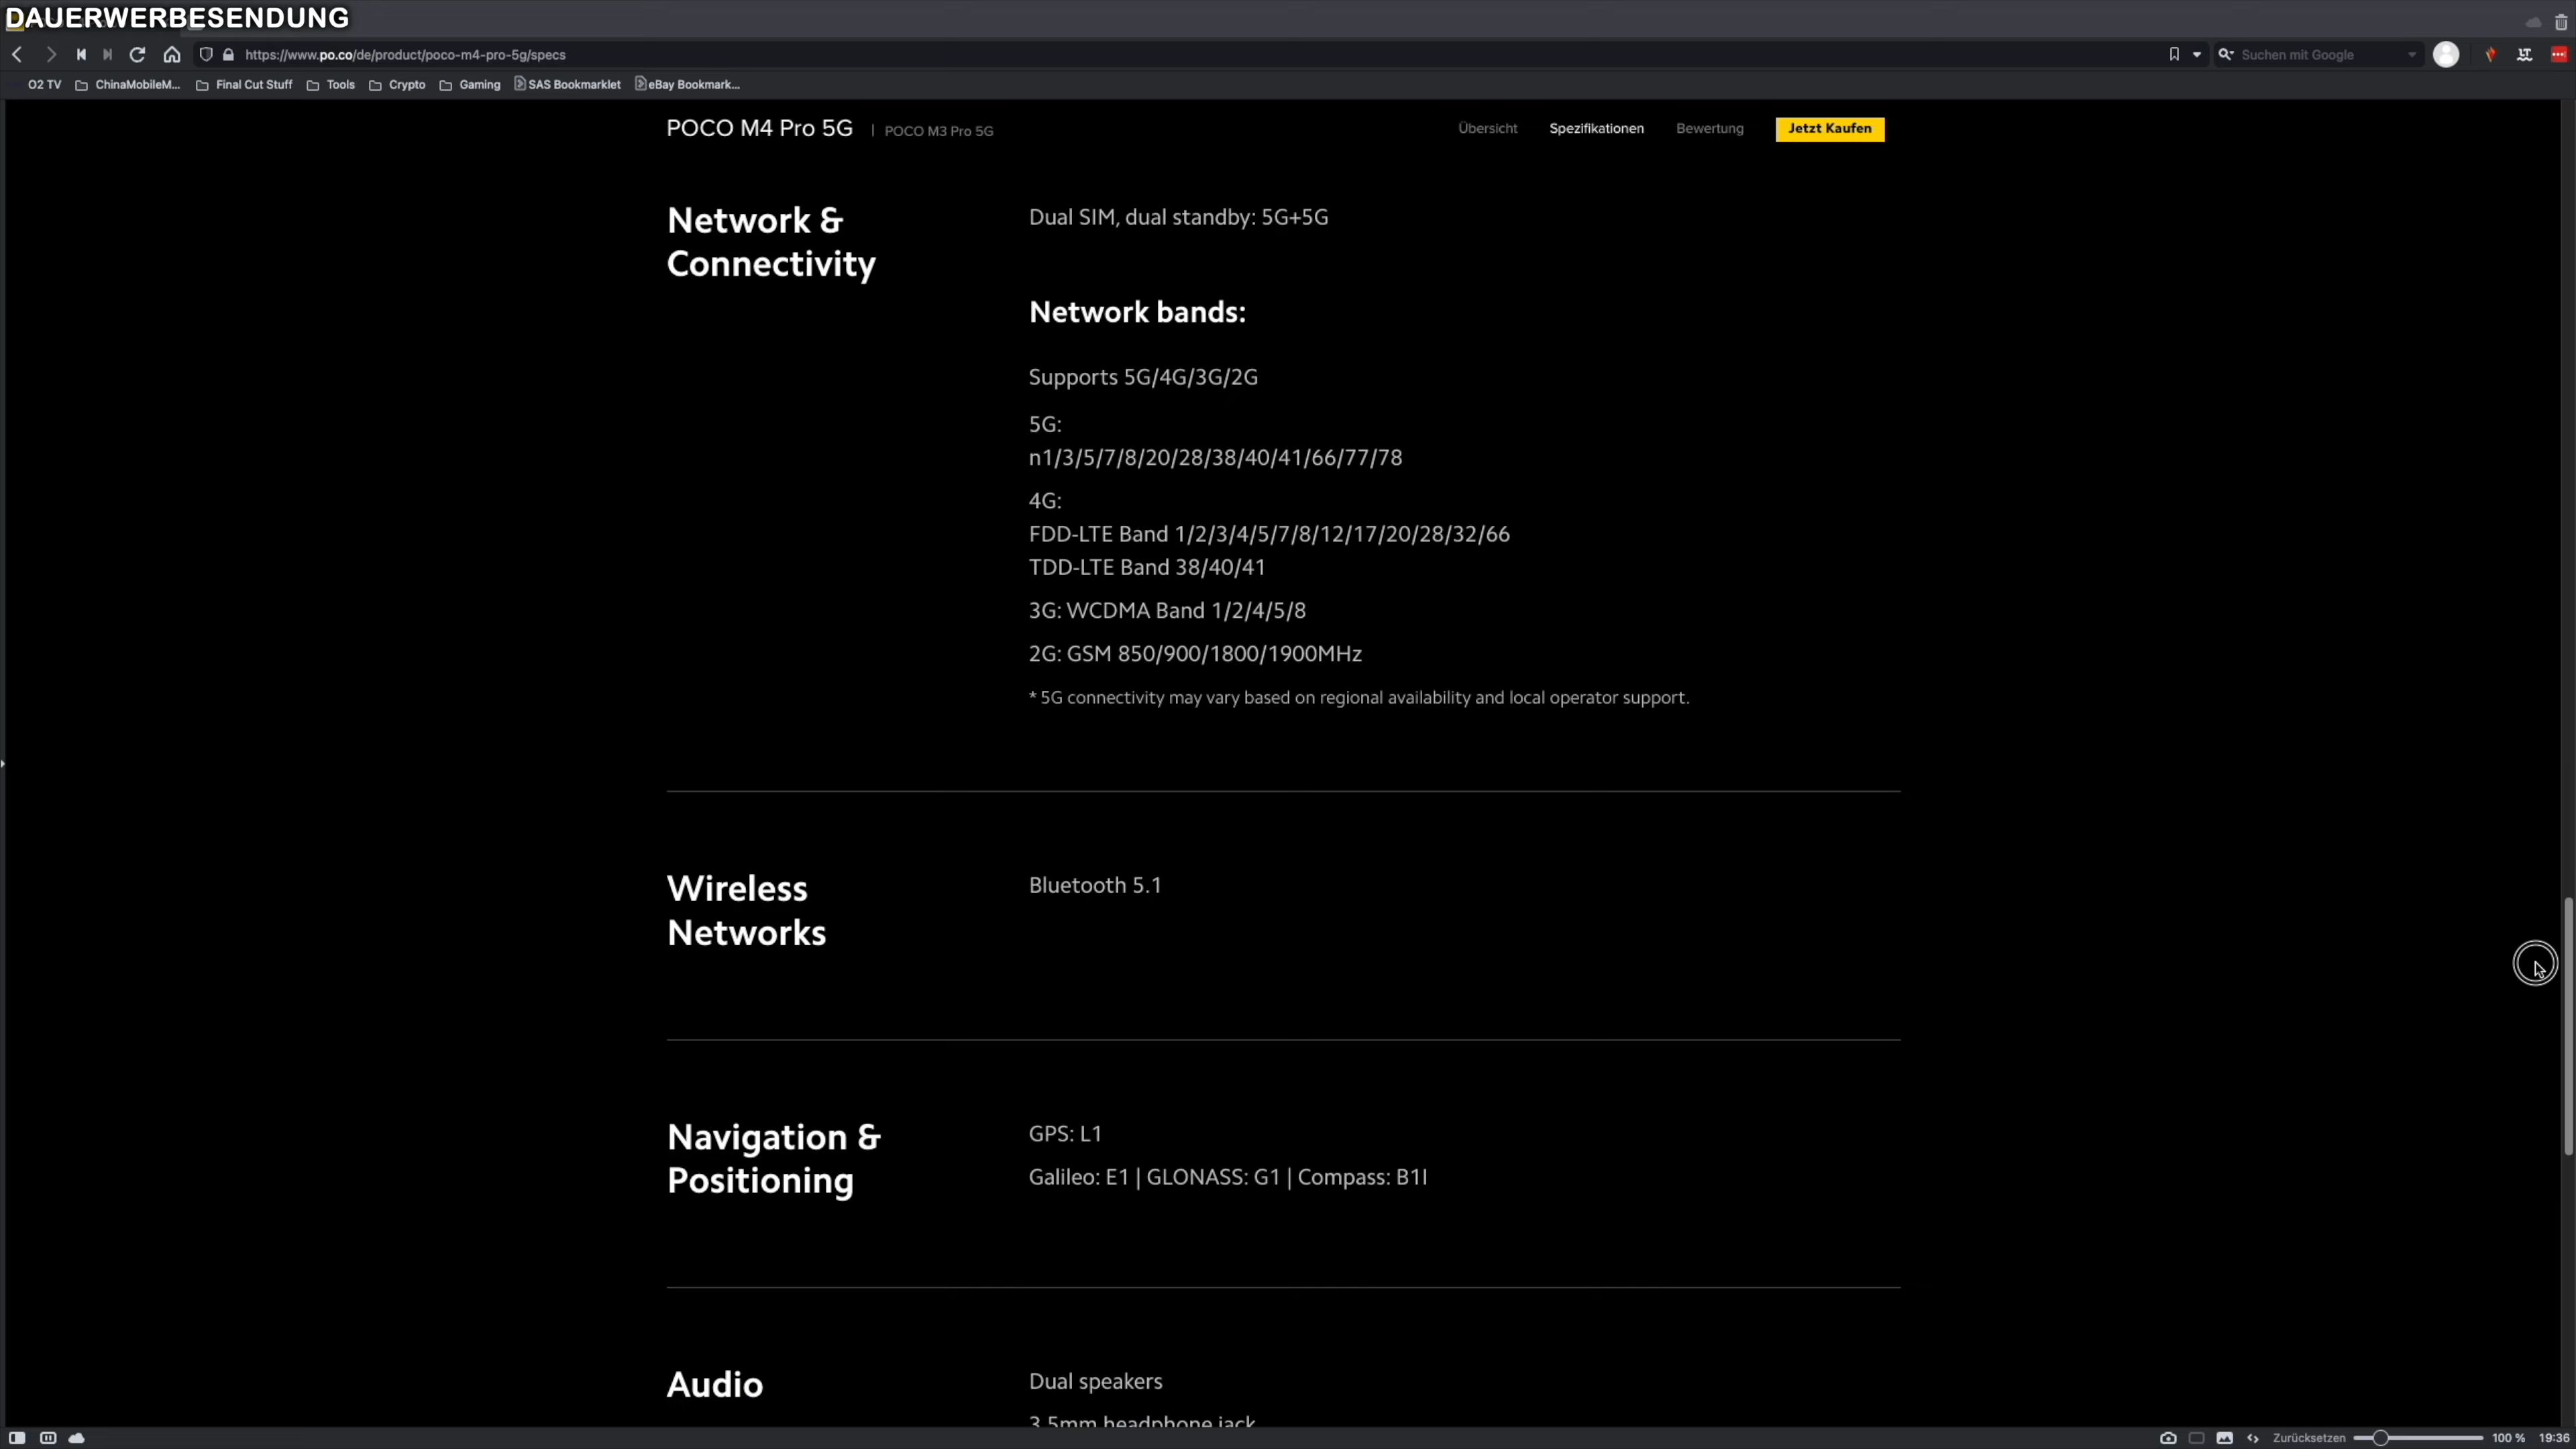 DAUERWERBESENDUNG
https://www.po.co/de/product/poco-m4-pro-5g/specs
Suchen mit Google
O2 TV ChinaMobileM... Final Cut Stuff Tools Crypto Gaming SAS Bookmarklet eBay Bookmark...
POCO M4 Pro 5G | POCO M3 Pro 5G Übersicht Spezifikationen Bewertung Jetzt Kaufen
Network &
Connectivity
Dual SIM, dual standby: 5G+5G
Network bands:
Supports 5G/4G/3G/2G
5G:
n1/3/5/7/8/20/28/38/40/41/66/77/78
4G:
FDD-LTE Band 1/2/3/4/5/7/8/12/17/20/28/32/66
TDD-LTE Band 38/40/41
3G: WCDMA Band 1/2/4/5/8
2G: GSM 850/900/1800/1900MHz
* 5G connectivity may vary based on regional availability and local operator support.
Wireless
Networks
Bluetooth 5.1
Navigation &
Positioning
GPS: L1
Galileo: E1 | GLONASS: G1 | Compass: B1I
Audio
Dual speakers
3.5mm headphone jack
Zurücksetzen 100 % 19:36